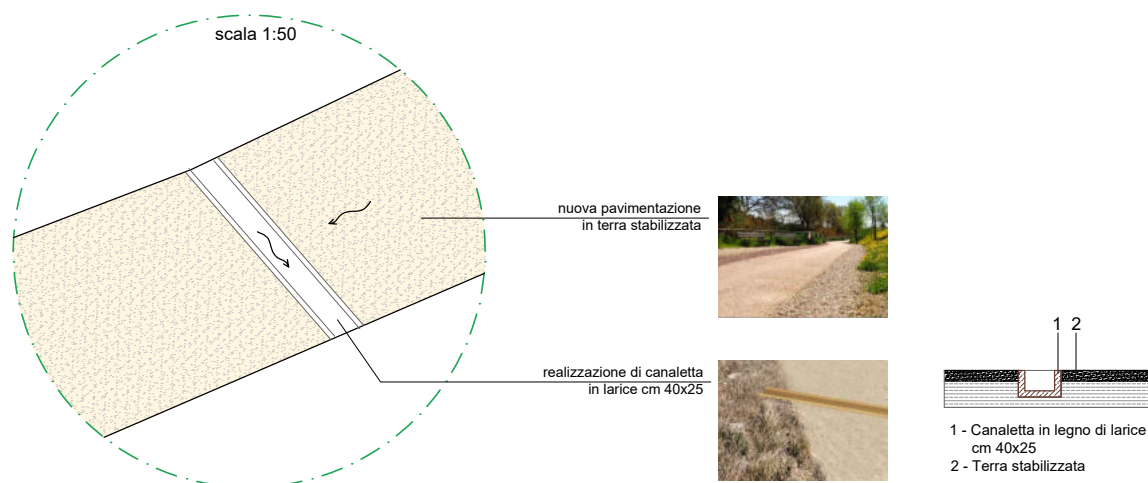 scala 1:50
nuova pavimentazione
in terra stabilizzata
realizzazione di canaletta
in larice cm 40x25
1 2
1 - Canaletta in legno di larice
cm 40x25
2 - Terra stabilizzata